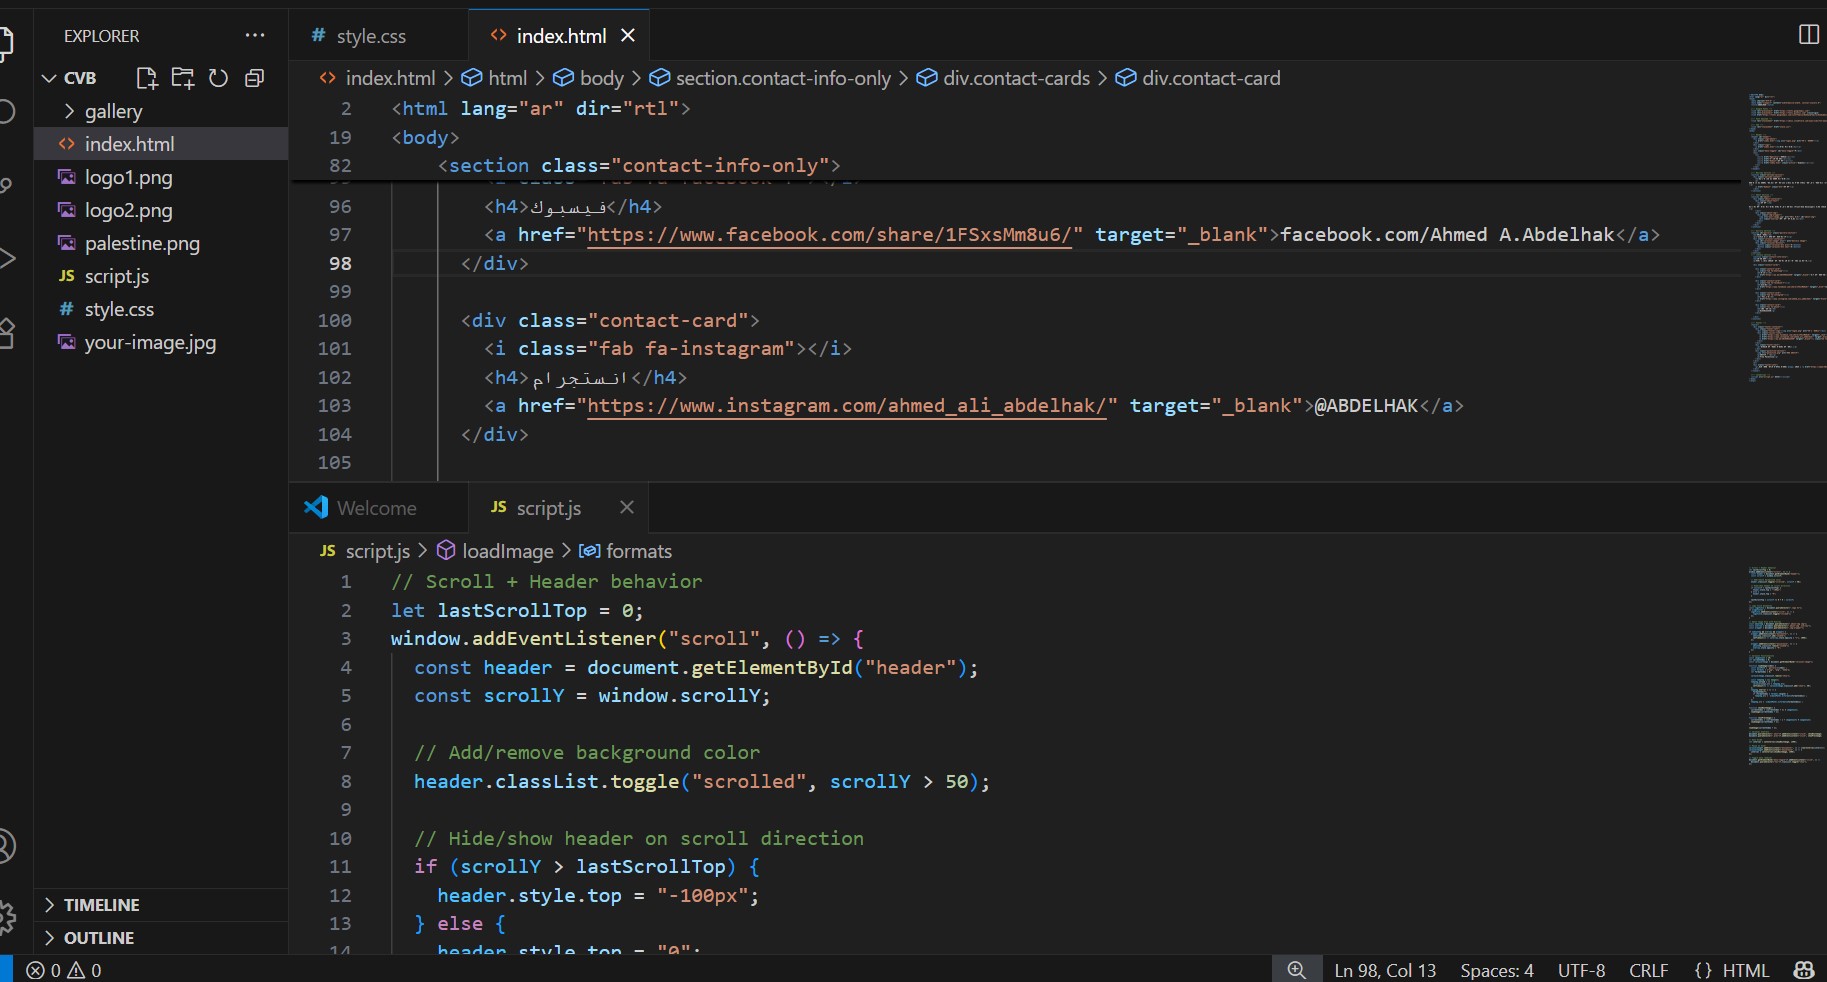 EXPLORER
CVB
gallery
index.html
logo1.png
logo2.png
palestine.png
JS script.js
# style.css
your-image.jpg
TIMELINE
OUTLINE
# style.css
<> index.html
<> index.html > html > body > section.contact-info-only > div.contact-cards > div.contact-card
2 <html lang="ar" dir="rtl">
19 <body>
82 <section class="contact-info-only">
96 <h4>فيسبوك</h4>
97 <a href="https://www.facebook.com/share/1FSxsMm8u6/" target="_blank">facebook.com/Ahmed A.Abdelhak</a>
98 </div>
99
100 <div class="contact-card">
101 <i class="fab fa-instagram"></i>
102 <h4>انستجرام</h4>
103 <a href="https://www.instagram.com/ahmed_ali_abdelhak/" target="_blank">@ABDELHAK</a>
104 </div>
105
Welcome
JS script.js
JS script.js > loadImage > formats
1 // Scroll + Header behavior
2 let lastScrollTop = 0;
3 window.addEventListener("scroll", () => {
4 const header = document.getElementById("header");
5 const scrollY = window.scrollY;
6
7 // Add/remove background color
8 header.classList.toggle("scrolled", scrollY > 50);
9
10 // Hide/show header on scroll direction
11 if (scrollY > lastScrollTop) {
12 header.style.top = "-100px";
13 } else {
14 header.style.top = "0";
0 0
Ln 98, Col 13 Spaces: 4 UTF-8 CRLF {} HTML